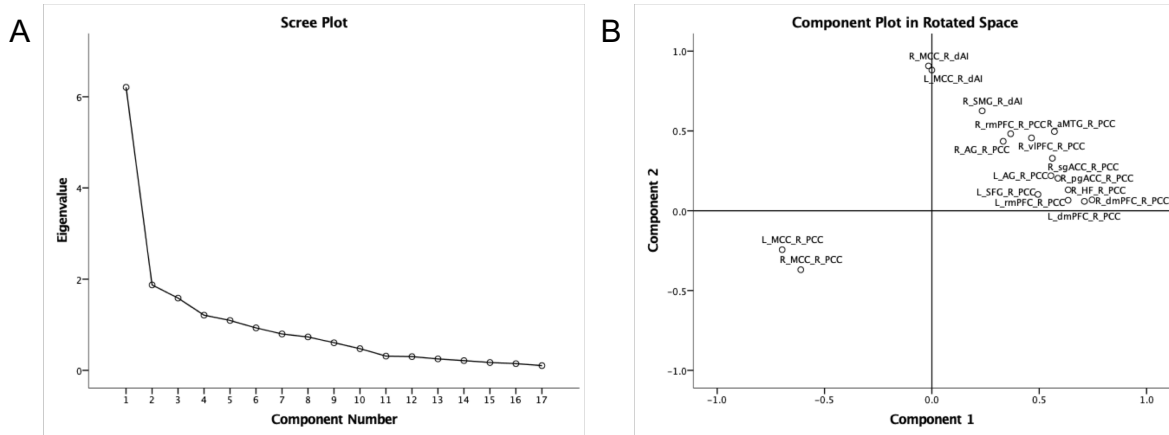 A
Scree Plot
6
4
2
0
Eigenvalue
1 2 3 4 5 6 7 8 9 10 11 12 13 14 15 16 17
Component Number
B
Component Plot in Rotated Space
1.0
0.5
0.0
-0.5
-1.0
Component 2
R_MCC_R_dAI
L_MCC_R_dAI
R_SMG_R_dAI
R_rmPFC_R_PCC
R_aMTG_R_PCC
R_AG_R_PCC
R_vlPFC_R_PCC
R_sgACC_R_PCC
L_AG_R_PCC
R_pgACC_R_PCC
L_SFG_R_PCC
R_HF_R_PCC
L_rmPFC_R_PCC
R_dmPFC_R_PCC
L_dmPFC_R_PCC
L_MCC_R_PCC
R_MCC_R_PCC
-1.0 -0.5 0.0 0.5 1.0
Component 1